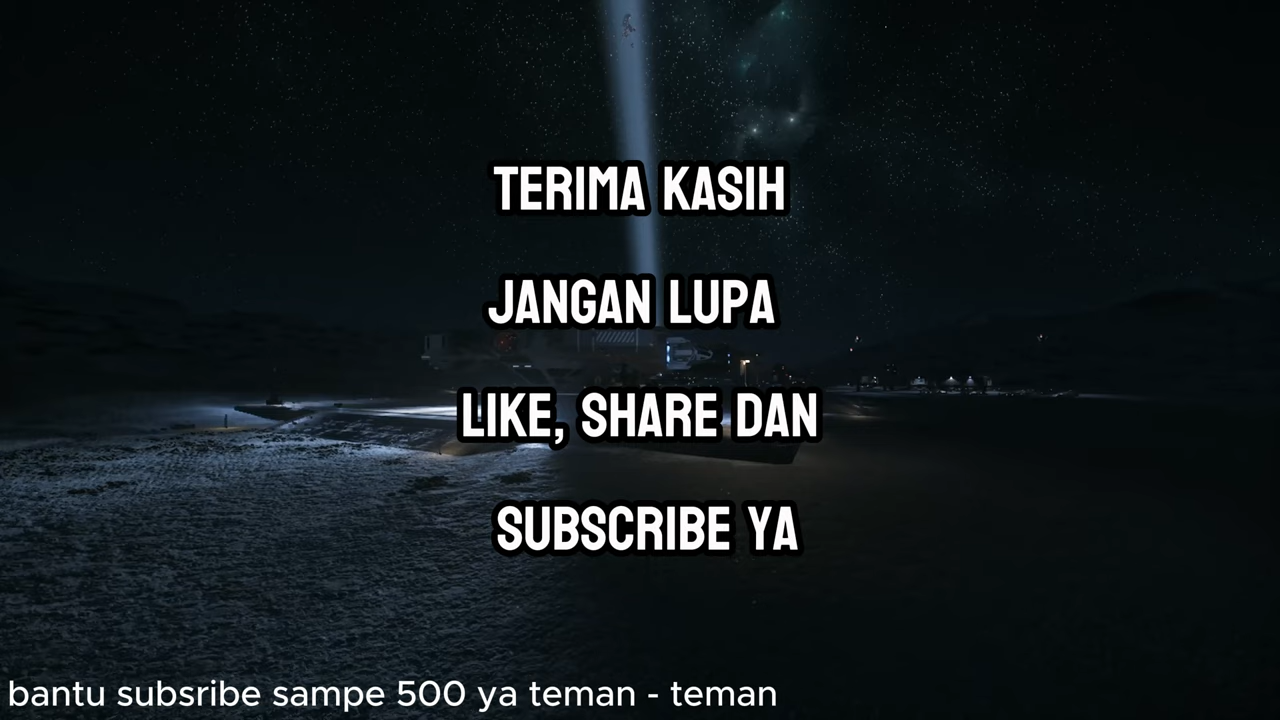 TERIMA KASIH
JANGAN LUPA
LIKE, SHARE DAN
SUBSCRIBE YA
bantu subsribe sampe 500 ya teman - teman